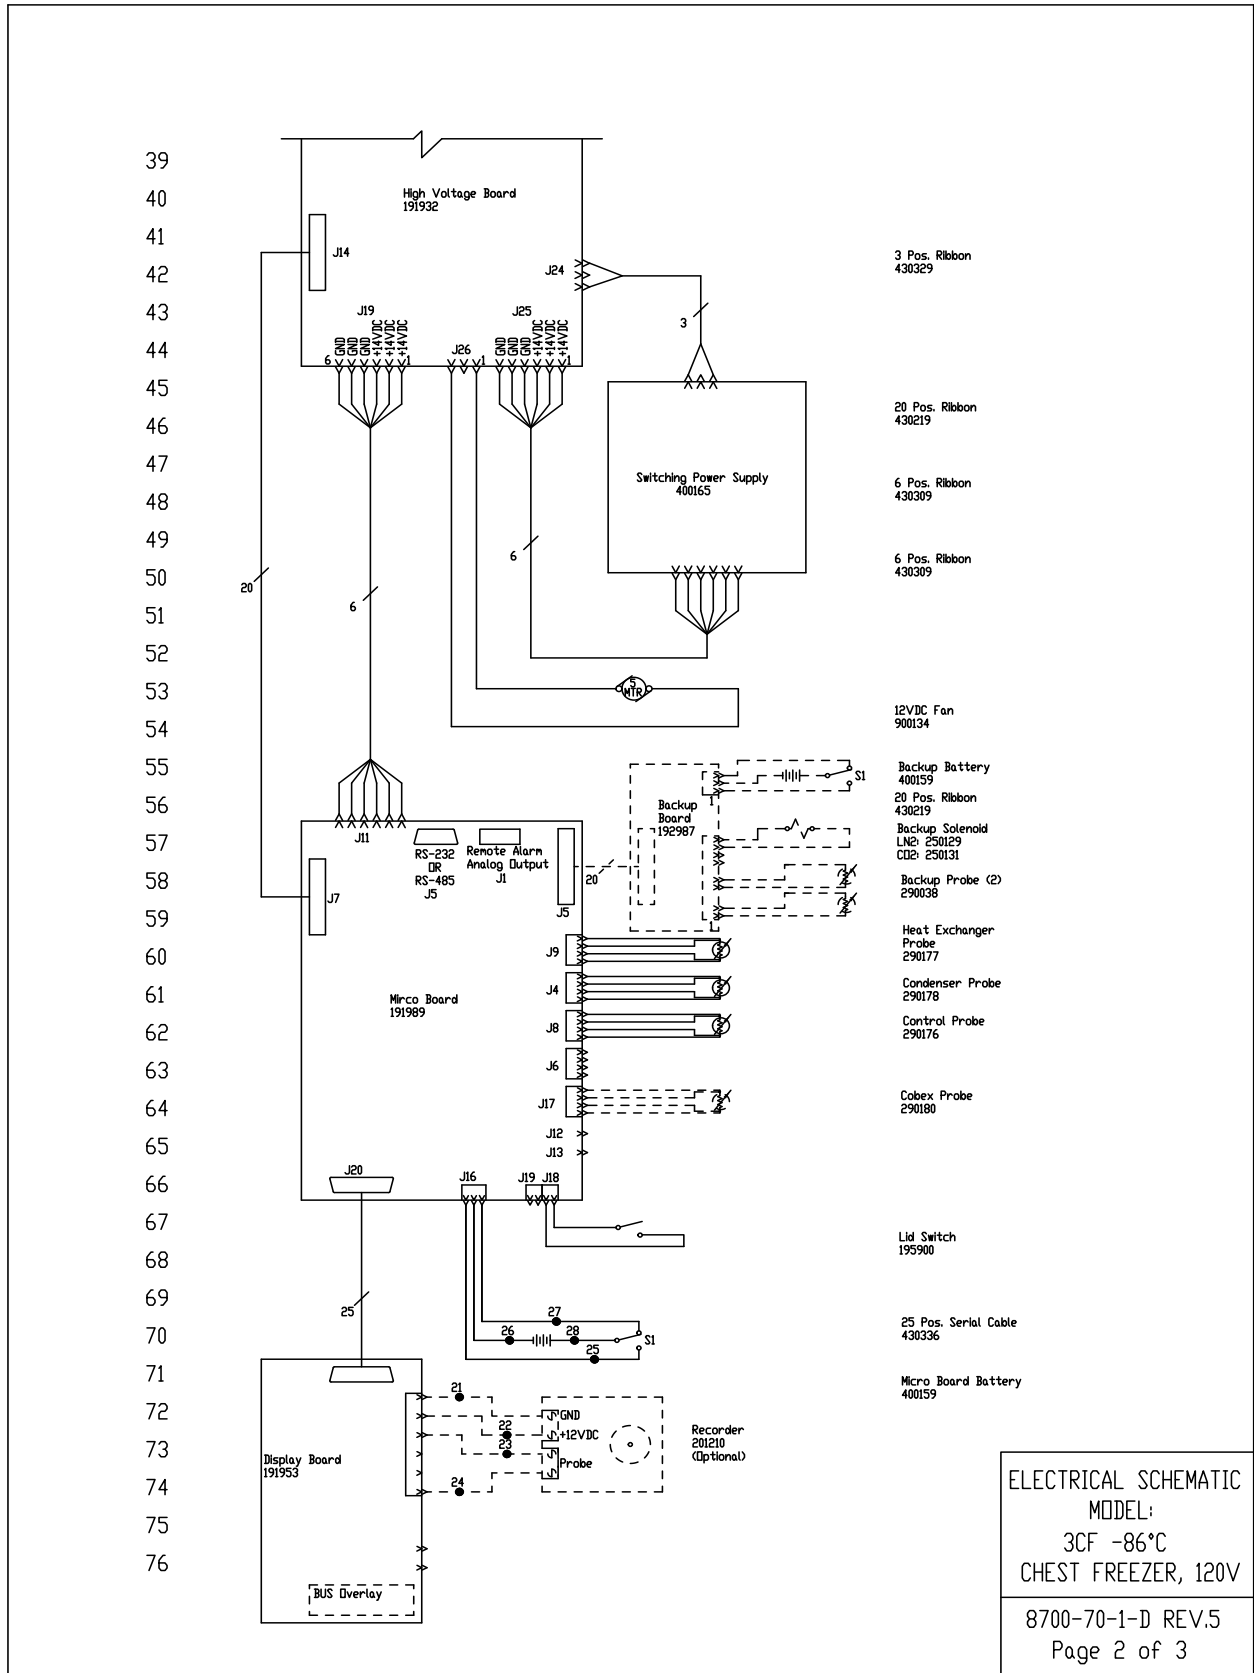 39
40
41
42
43
44
45
46
47
48
49
50
51
52
53
54
55
56
57
58
59
60
61
62
63
64
65
66
67
68
69
70
71
72
73
74
75
76
High Voltage Board
191932
J14
J24
J19
J25
J26
6
GND
GND
GND
+14VDC
+14VDC
+14VDC
1
1
GND
GND
GND
+14VDC
+14VDC
+14VDC
1
3
Switching Power Supply
400165
6
20
6
5
MTR
S1
1
Backup
Board
192987
J11
RS-232
OR
RS-485
J5
Remote Alarm
Analog Output
J1
J5
20
1
J7
J9
J4
J8
J6
J17
J12
J13
Mirco Board
191989
J20
J16
J19
J18
25
27
26
28
S1
25
21
22
23
24
GND
+12VDC
Probe
Recorder
201210
(Optional)
Display Board
191953
BUS Overlay
3 Pos. Ribbon
430329
20 Pos. Ribbon
430219
6 Pos. Ribbon
430309
6 Pos. Ribbon
430309
12VDC Fan
900134
Backup Battery
400159
20 Pos. Ribbon
430219
Backup Solenoid
LN2: 250129
CO2: 250131
Backup Probe (2)
290038
Heat Exchanger
Probe
290177
Condenser Probe
290178
Control Probe
290176
Cobex Probe
290180
Lid Switch
195900
25 Pos. Serial Cable
430336
Micro Board Battery
400159
ELECTRICAL SCHEMATIC
MODEL:
3CF -86°C
CHEST FREEZER, 120V
8700-70-1-D REV.5
Page 2 of 3